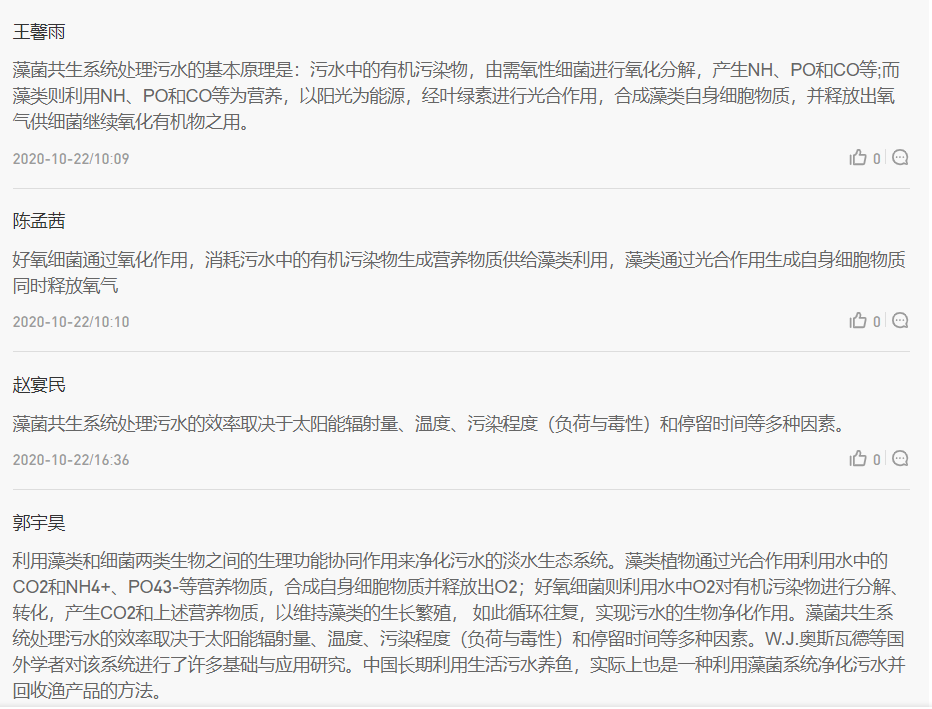 王馨雨
藻菌共生系统处理污水的基本原理是：污水中的有机污染物，由需氧性细菌进行氧化分解，产生NH、PO和CO等;而
藻类则利用NH、PO和CO等为营养，以阳光为能源，经叶绿素进行光合作用，合成藻类自身细胞物质，并释放出氧
气供细菌继续氧化有机物之用。
2020-10-22/10:09
0
陈孟茜
好氧细菌通过氧化作用，消耗污水中的有机污染物生成营养物质供给藻类利用，藻类通过光合作用生成自身细胞物质
同时释放氧气
2020-10-22/10:10
0
赵宴民
藻菌共生系统处理污水的效率取决于太阳能辐射量、温度、污染程度（负荷与毒性）和停留时间等多种因素。
2020-10-22/16:36
0
郭宇昊
利用藻类和细菌两类生物之间的生理功能协同作用来净化污水的淡水生态系统。藻类植物通过光合作用利用水中的
CO2和NH4+、PO43-等营养物质，合成自身细胞物质并释放出O2；好氧细菌则利用水中O2对有机污染物进行分解、
转化，产生CO2和上述营养物质，以维持藻类的生长繁殖， 如此循环往复，实现污水的生物净化作用。藻菌共生系
统处理污水的效率取决于太阳能辐射量、温度、污染程度（负荷与毒性）和停留时间等多种因素。W.J.奥斯瓦德等国
外学者对该系统进行了许多基础与应用研究。中国长期利用生活污水养鱼，实际上也是一种利用藻菌系统净化污水并
回收渔产品的方法。